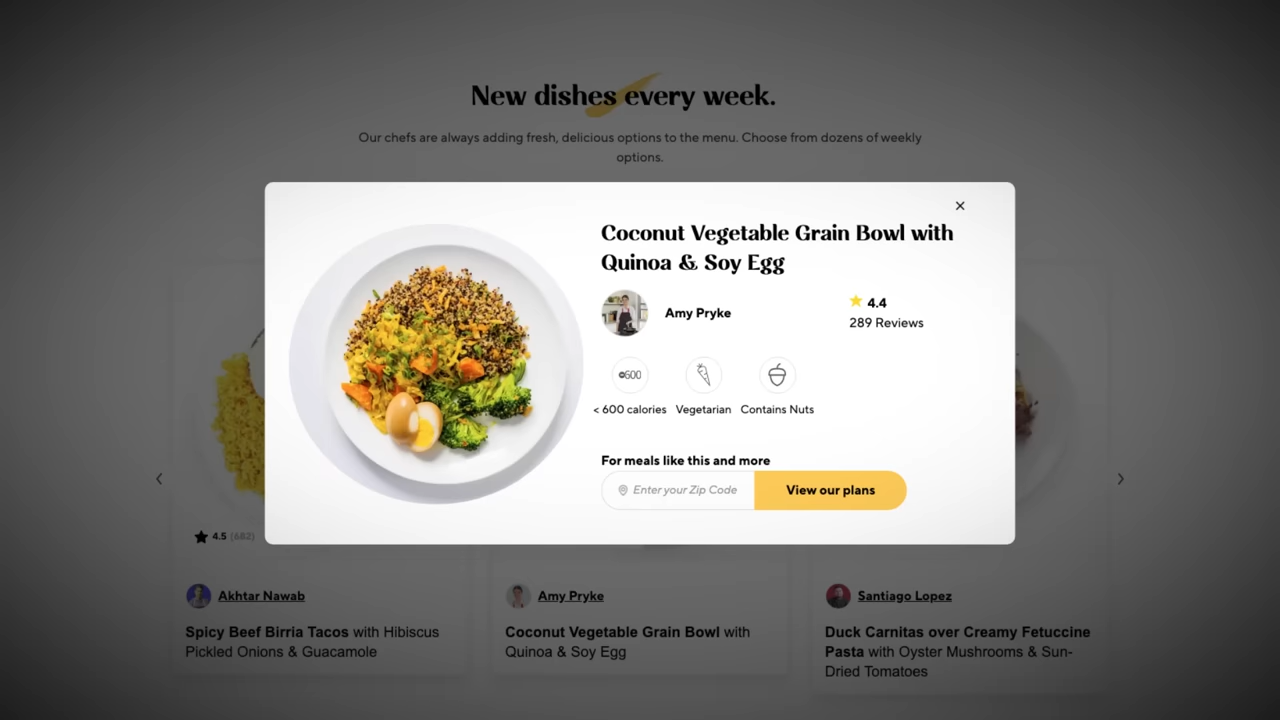 New dishes every week.
Our chefs are always adding fresh, delicious options to the menu. Choose from dozens of weekly
options.
Coconut Vegetable Grain Bowl with
Quinoa & Soy Egg
Amy Pryke
4.4
289 Reviews
600
< 600 calories
Vegetarian
Contains Nuts
For meals like this and more
Enter your Zip Code
View our plans
4.5 (682)
Akhtar Nawab
Spicy Beef Birria Tacos with Hibiscus
Pickled Onions & Guacamole
Amy Pryke
Coconut Vegetable Grain Bowl with
Quinoa & Soy Egg
Santiago Lopez
Duck Carnitas over Creamy Fetuccine
Pasta with Oyster Mushrooms & Sun-
Dried Tomatoes